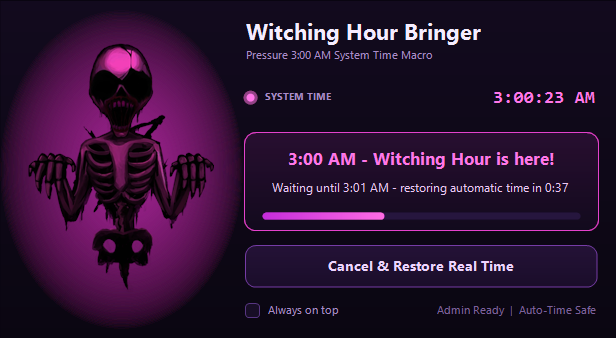 Witching Hour Bringer
Pressure 3:00 AM System Time Macro
SYSTEM TIME
3:00:23 AM
3:00 AM - Witching Hour is here!
Waiting until 3:01 AM - restoring automatic time in 0:37
Cancel & Restore Real Time
Always on top
Admin Ready | Auto-Time Safe